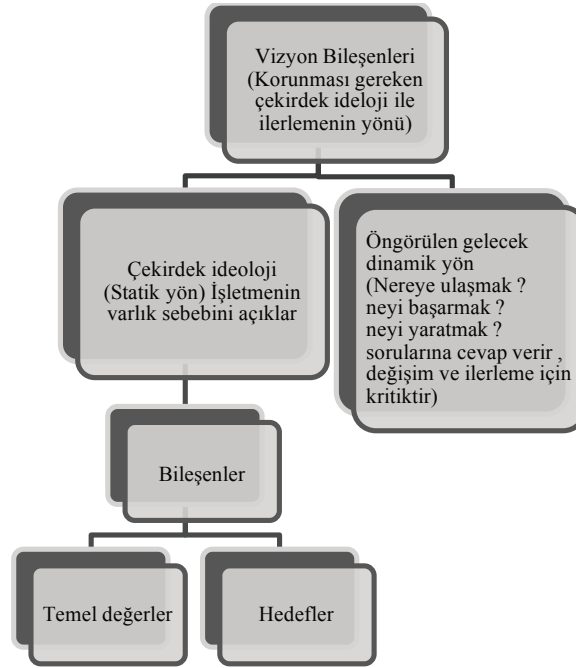 Vizyon Bileşenleri
(Korunması gereken
çekirdek ideloji ile
ilerlemenin yönü)
Çekirdek ideoloji
(Statik yön) İşletmenin
varlık sebebini açıklar
Öngörülen gelecek
dinamik yön
(Nereye ulaşmak ?
neyi başarmak ?
neyi yaratmak ?
sorularına cevap verir ,
değişim ve ilerleme için
kritiktir)
Bileşenler
Temel değerler
Hedefler